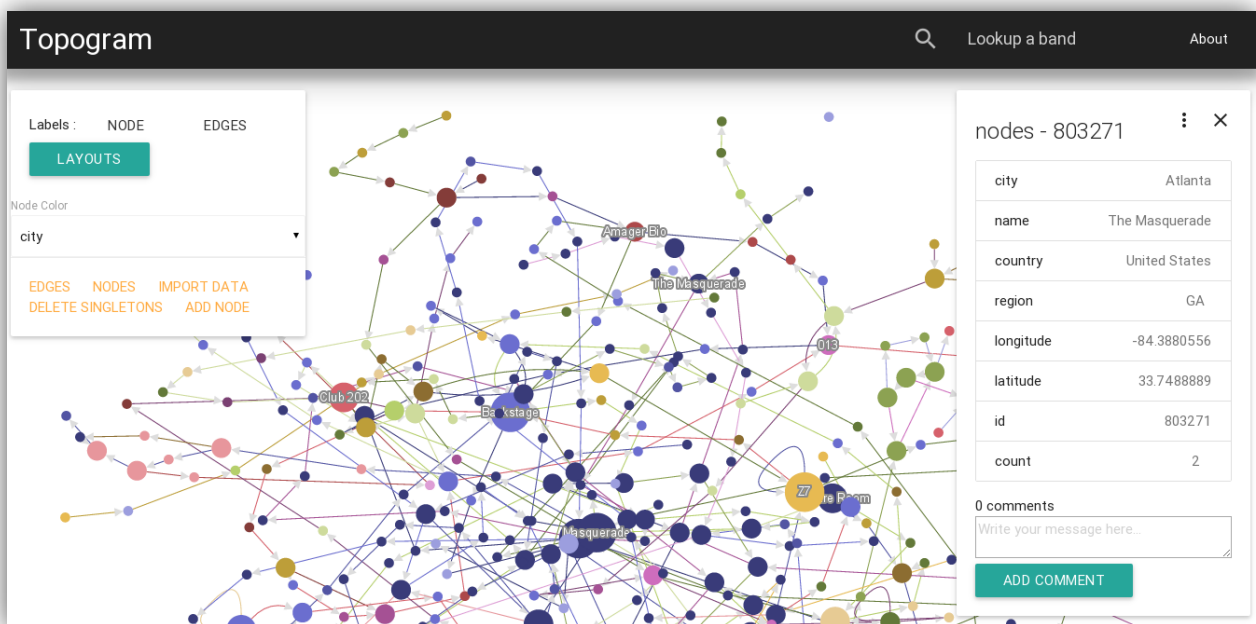 Topogram
Lookup a band
About
Labels :
NODE
EDGES
LAYOUTS
Node Color
city
EDGES NODES IMPORT DATA
DELETE SINGLETONS ADD NODE
Amager Bio
The Masquerade
013
Club 202
Backstage
Z7
re Room
Masquerade
nodes - 803271
city Atlanta
name The Masquerade
country United States
region GA
longitude -84.3880556
latitude 33.7488889
id 803271
count 2
0 comments
Write your message here...
ADD COMMENT